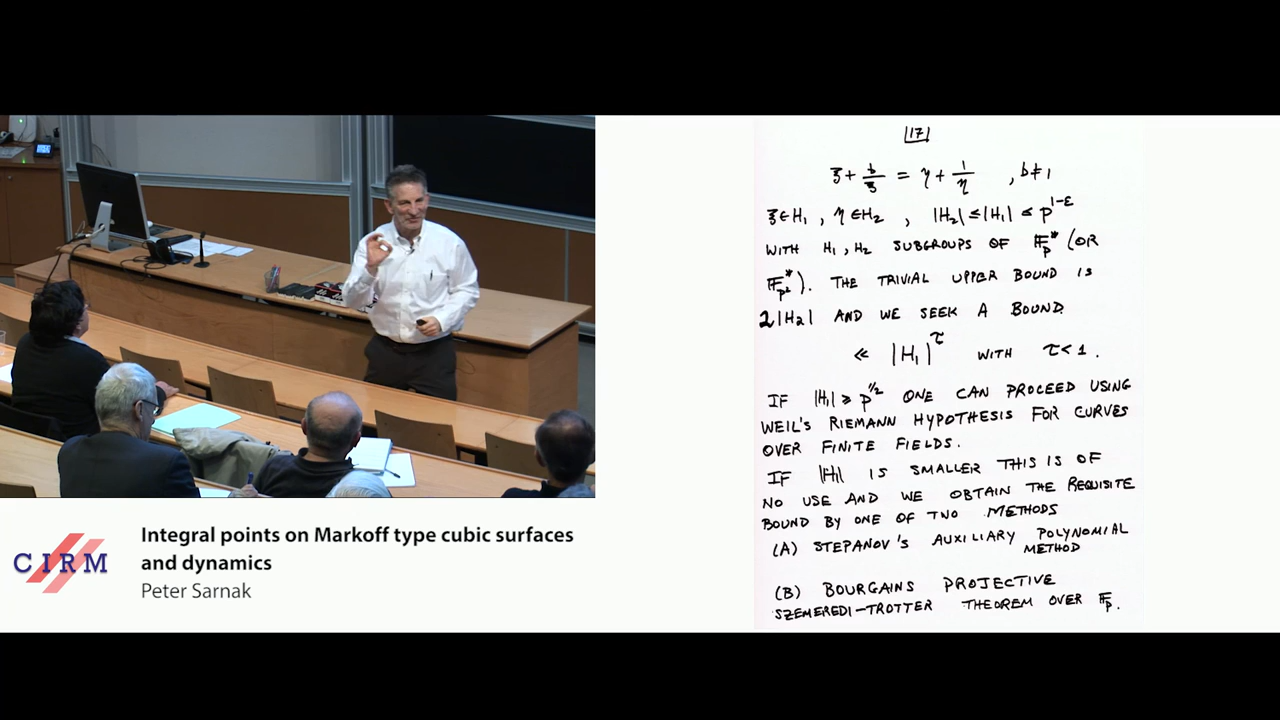 CIRM
Integral points on Markoff type cubic surfaces
and dynamics
Peter Sarnak
17
ξ + b/ξ = η + 1/η , b≠1
ξ∈H₁ , η∈H₂ , |H₂| ≤ |H₁| ≤ p^{1-ε}
WITH H₁, H₂ SUBGROUPS OF 𝔽p* (OR
𝔽p²*). THE TRIVIAL UPPER BOUND IS
2|H₂| AND WE SEEK A BOUND
≪ |H₁|^τ WITH τ<1.
IF |H₁| ≥ p^{1/2} ONE CAN PROCEED USING
WEIL'S RIEMANN HYPOTHESIS FOR CURVES
OVER FINITE FIELDS.
IF |H₁| IS SMALLER THIS IS OF
NO USE AND WE OBTAIN THE REQUISITE
BOUND BY ONE OF TWO METHODS
(A) STEPANOV'S AUXILIARY POLYNOMIAL
METHOD
(B) BOURGAINS PROJECTIVE
SZEMEREDI-TROTTER THEOREM OVER 𝔽p.